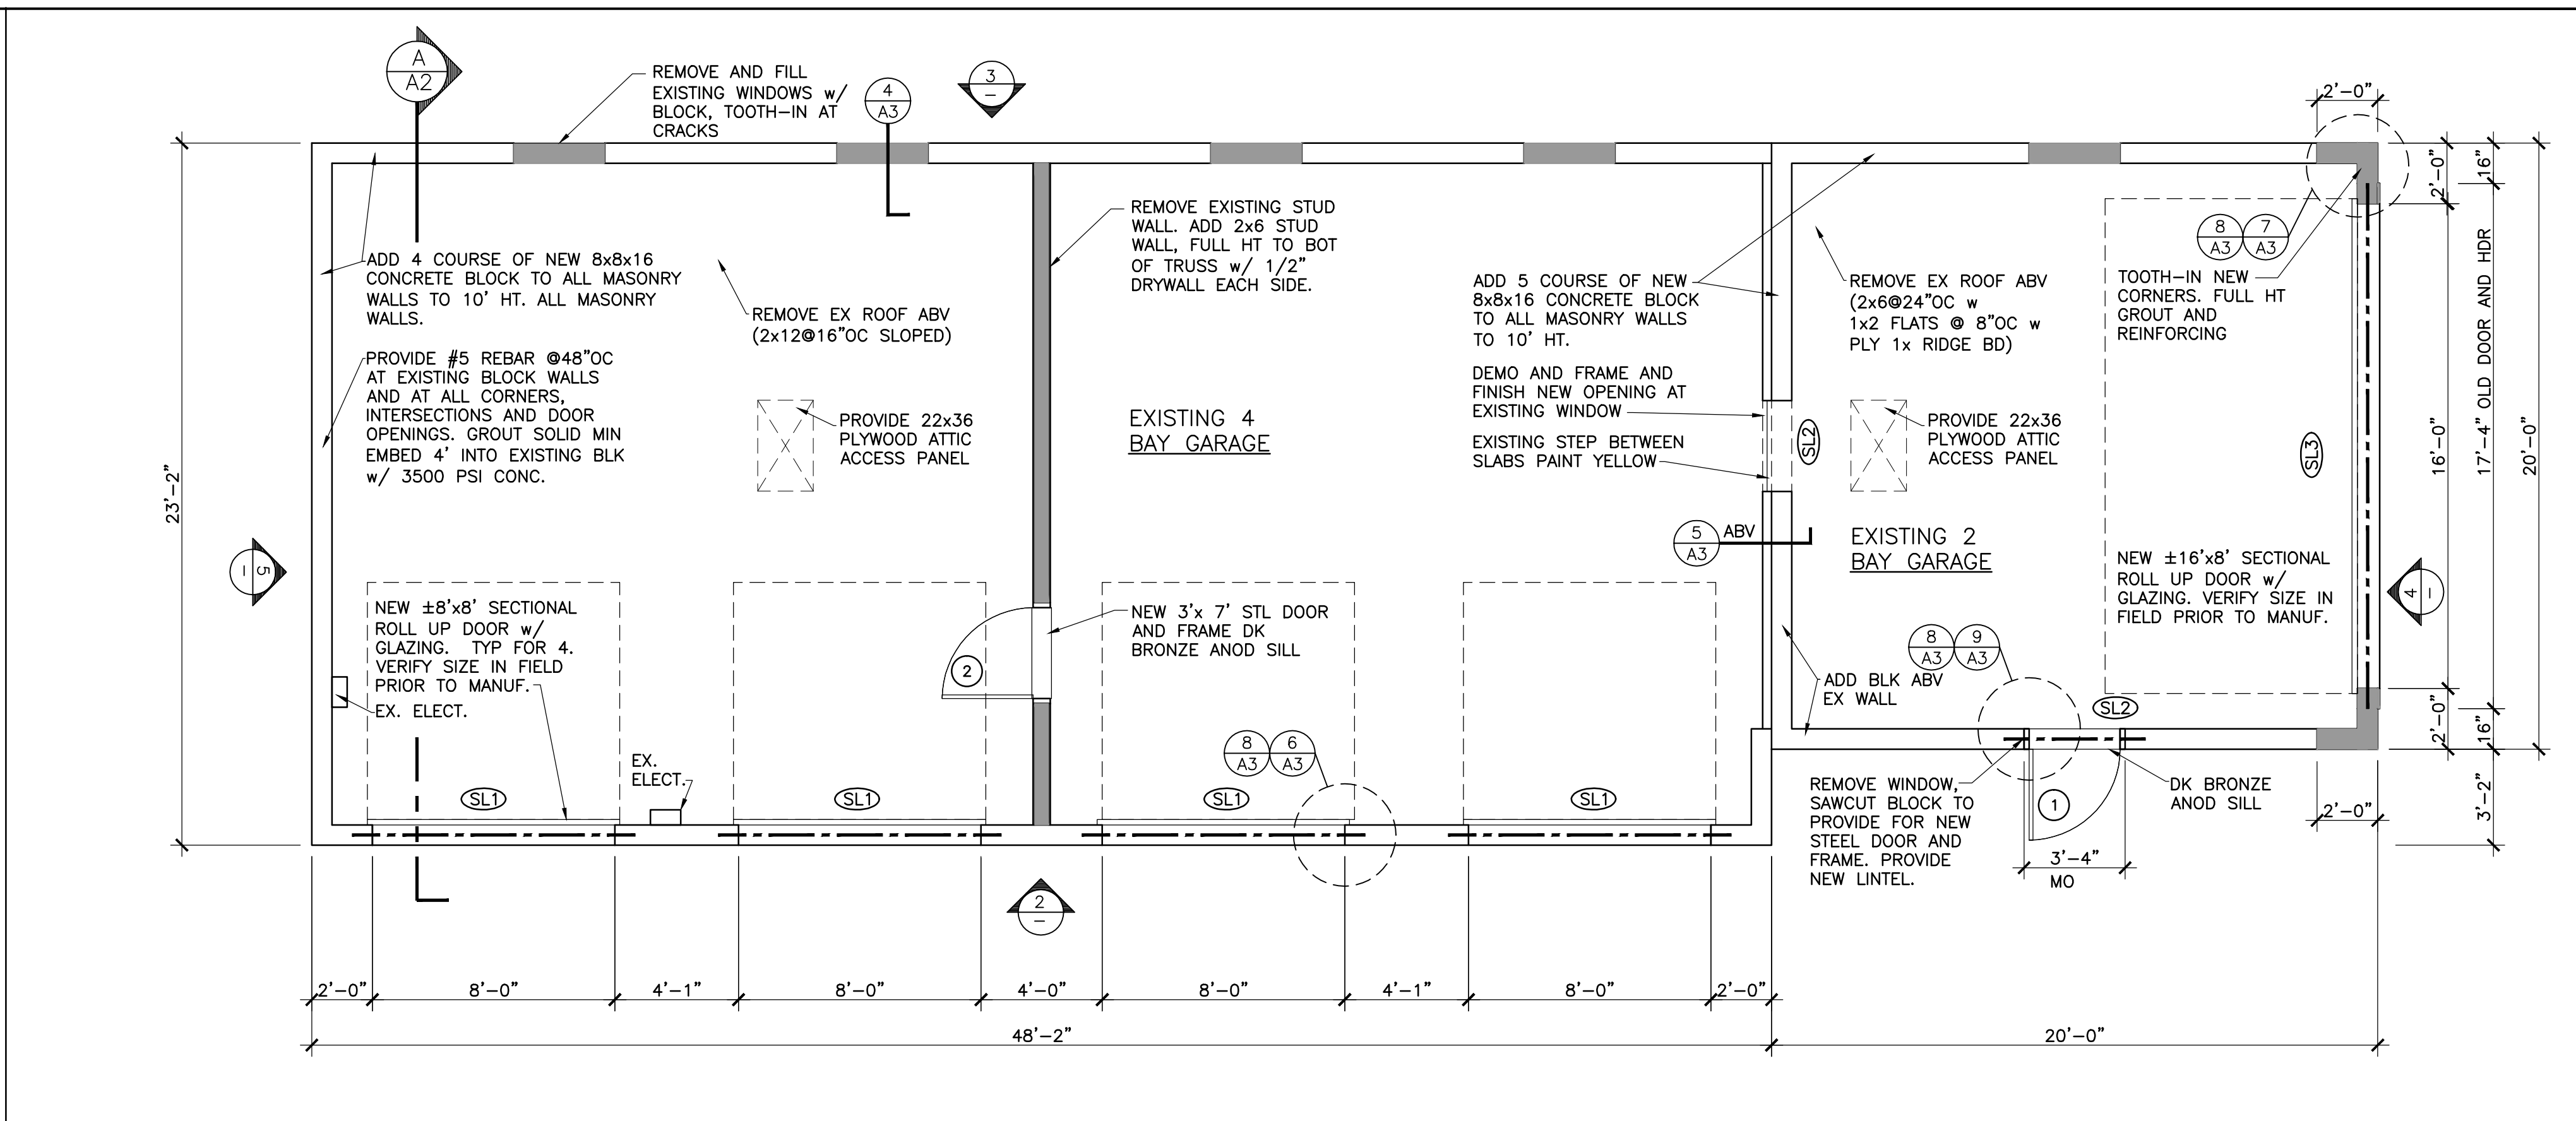 A
A2
REMOVE AND FILL
EXISTING WINDOWS w/
BLOCK, TOOTH-IN AT
CRACKS
4
A3
3
–
2'-0"
23'-2"
ADD 4 COURSE OF NEW 8x8x16
CONCRETE BLOCK TO ALL MASONRY
WALLS TO 10' HT. ALL MASONRY
WALLS.
PROVIDE #5 REBAR @48"OC
AT EXISTING BLOCK WALLS
AND AT ALL CORNERS,
INTERSECTIONS AND DOOR
OPENINGS. GROUT SOLID MIN
EMBED 4' INTO EXISTING BLK
w/ 3500 PSI CONC.
REMOVE EX ROOF ABV
(2x12@16"OC SLOPED)
PROVIDE 22x36
PLYWOOD ATTIC
ACCESS PANEL
REMOVE EXISTING STUD
WALL. ADD 2x6 STUD
WALL, FULL HT TO BOT
OF TRUSS w/ 1/2"
DRYWALL EACH SIDE.
EXISTING 4
BAY GARAGE
ADD 5 COURSE OF NEW
8x8x16 CONCRETE BLOCK
TO ALL MASONRY WALLS
TO 10' HT.
DEMO AND FRAME AND
FINISH NEW OPENING AT
EXISTING WINDOW
EXISTING STEP BETWEEN
SLABS PAINT YELLOW
SL2
5
A3
ABV
REMOVE EX ROOF ABV
(2x6@24"OC w
1x2 FLATS @ 8"OC w
PLY 1x RIDGE BD)
PROVIDE 22x36
PLYWOOD ATTIC
ACCESS PANEL
EXISTING 2
BAY GARAGE
8
A3
7
A3
TOOTH-IN NEW
CORNERS. FULL HT
GROUT AND
REINFORCING
SL3
NEW ±16'x8' SECTIONAL
ROLL UP DOOR w/
GLAZING. VERIFY SIZE IN
FIELD PRIOR TO MANUF.
2'-0"
16"
16'-0"
17'-4" OLD DOOR AND HDR
20'-0"
2'-0"
16"
3'-2"
4
–
5
–
NEW ±8'x8' SECTIONAL
ROLL UP DOOR w/
GLAZING. TYP FOR 4.
VERIFY SIZE IN FIELD
PRIOR TO MANUF.
EX. ELECT.
EX.
ELECT.
2
NEW 3'x 7' STL DOOR
AND FRAME DK
BRONZE ANOD SILL
8
A3
6
A3
8
A3
9
A3
ADD BLK ABV
EX WALL
SL2
SL1
SL1
SL1
SL1
REMOVE WINDOW,
SAWCUT BLOCK TO
PROVIDE FOR NEW
STEEL DOOR AND
FRAME. PROVIDE
NEW LINTEL.
1
DK BRONZE
ANOD SILL
3'-4"
MO
2'-0"
2
–
2'-0"
8'-0"
4'-1"
8'-0"
4'-0"
8'-0"
4'-1"
8'-0"
2'-0"
48'-2"
20'-0"